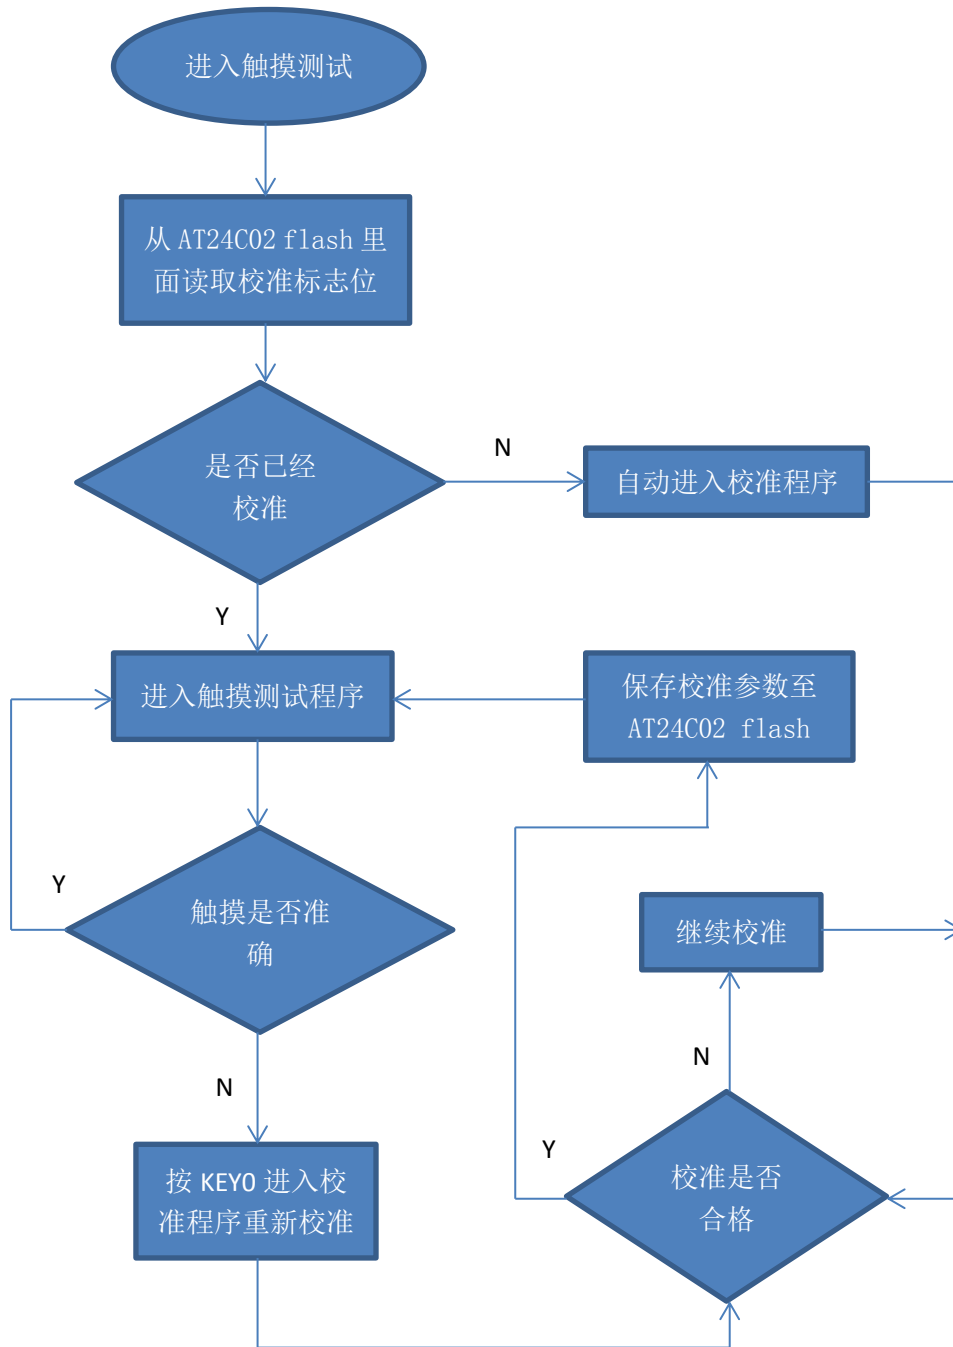 进入触摸测试
从 AT24C02 flash 里
面读取校准标志位
是否已经
校准
N
自动进入校准程序
Y
进入触摸测试程序
保存校准参数至
AT24C02 flash
Y
触摸是否准
确
继续校准
N
N
Y
按 KEY0 进入校
准程序重新校准
校准是否
合格